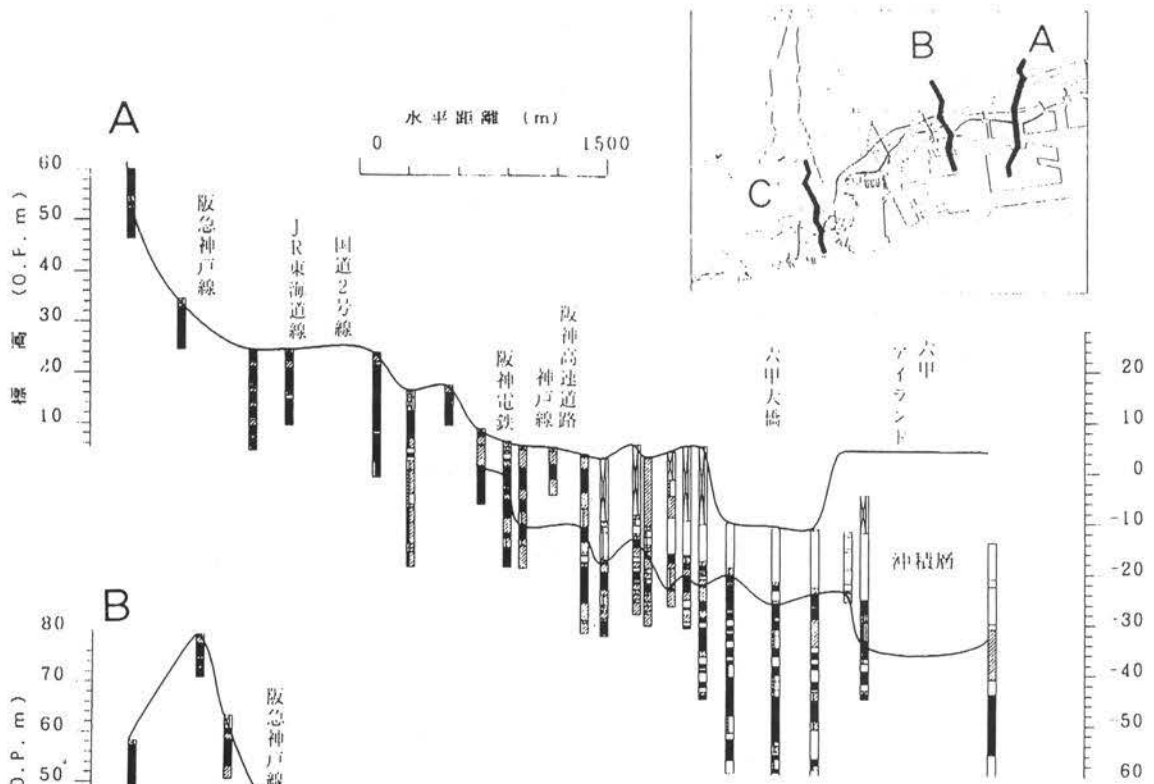 A
水平距離 (m)
0 1500
B
A
C
60
50
40
30
20
10
標高 (O.P. m)
阪急神戸線
JR東海道線
国道2号線
阪神電鉄
神戸線
阪神高速道路
六甲大橋
六甲
アイランド
沖積層
20
10
0
-10
-20
-30
-40
-50
60
B
80
70
60
50
O.P. m)
阪急神戸線